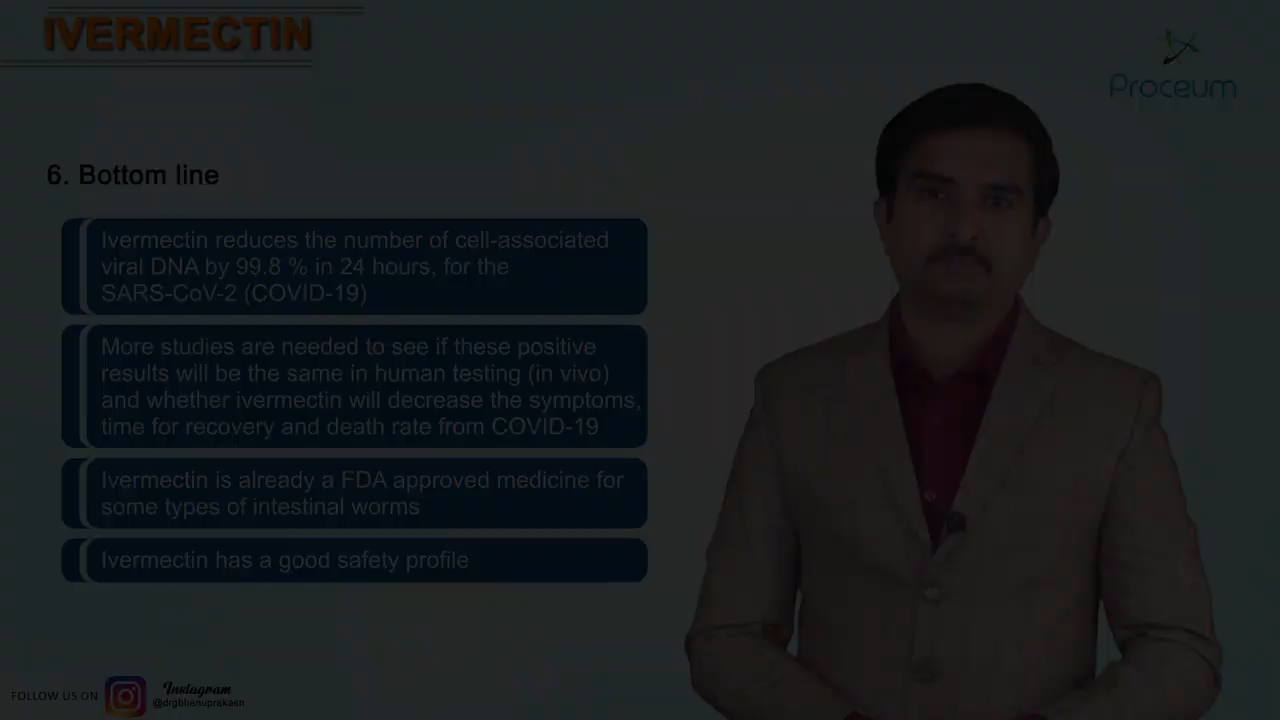 IVERMECTIN
Proceum
6. Bottom line
Ivermectin reduces the number of cell-associated
viral DNA by 99.8 % in 24 hours, for the
SARS-CoV-2 (COVID-19)
More studies are needed to see if these positive
results will be the same in human testing (in vivo)
and whether ivermectin will decrease the symptoms,
time for recovery and death rate from COVID-19
Ivermectin is already a FDA approved medicine for
some types of intestinal worms
Ivermectin has a good safety profile
FOLLOW US ON
Instagram
@drgbhanuprakash